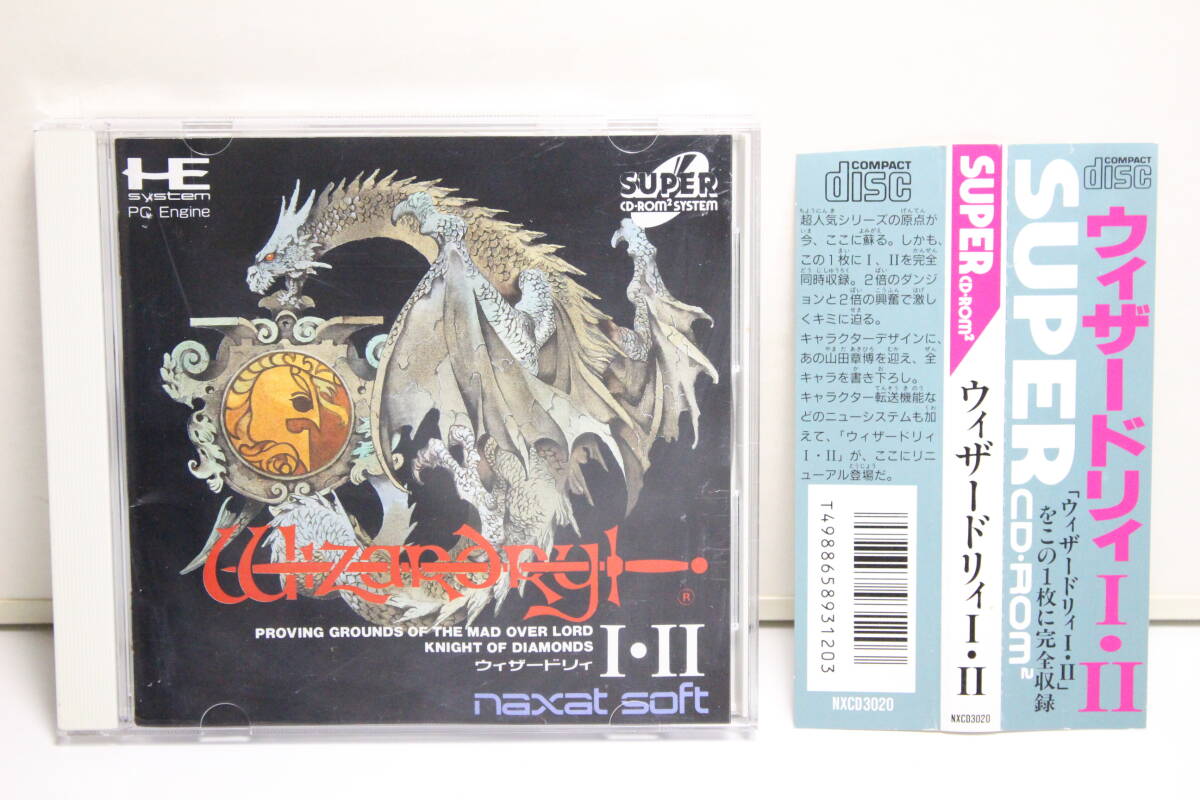 HE
system
PC Engine
SUPER
CD-ROM² SYSTEM
Wizardry
®
PROVING GROUNDS OF THE MAD OVER LORD
KNIGHT OF DIAMONDS
ウィザードリィ
I・II
naxat soft
COMPACT
disc
超人気シリーズの原点が
今、ここに蘇る。しかも、
この1枚にI、IIを完全
同時収録。2倍のダンジ
ョンと2倍の興奮で激し
くキミに迫る。
キャラクターデザインに、
あの山田章博を迎え、全
キャラを書き下ろし。
キャラクター転送機能な
どのニューシステムも加
えて、「ウィザードリィ
I・II」が、ここにリニ
ューアル登場だ。
T4988658931203
NXCD3020
SUPER CD-ROM²
ウィザードリィ I・II
NXCD3020
COMPACT
disc
SUPER CD-ROM²
ウィザードリィ I・II
「ウィザードリィ I・II」
をこの1枚に完全収録